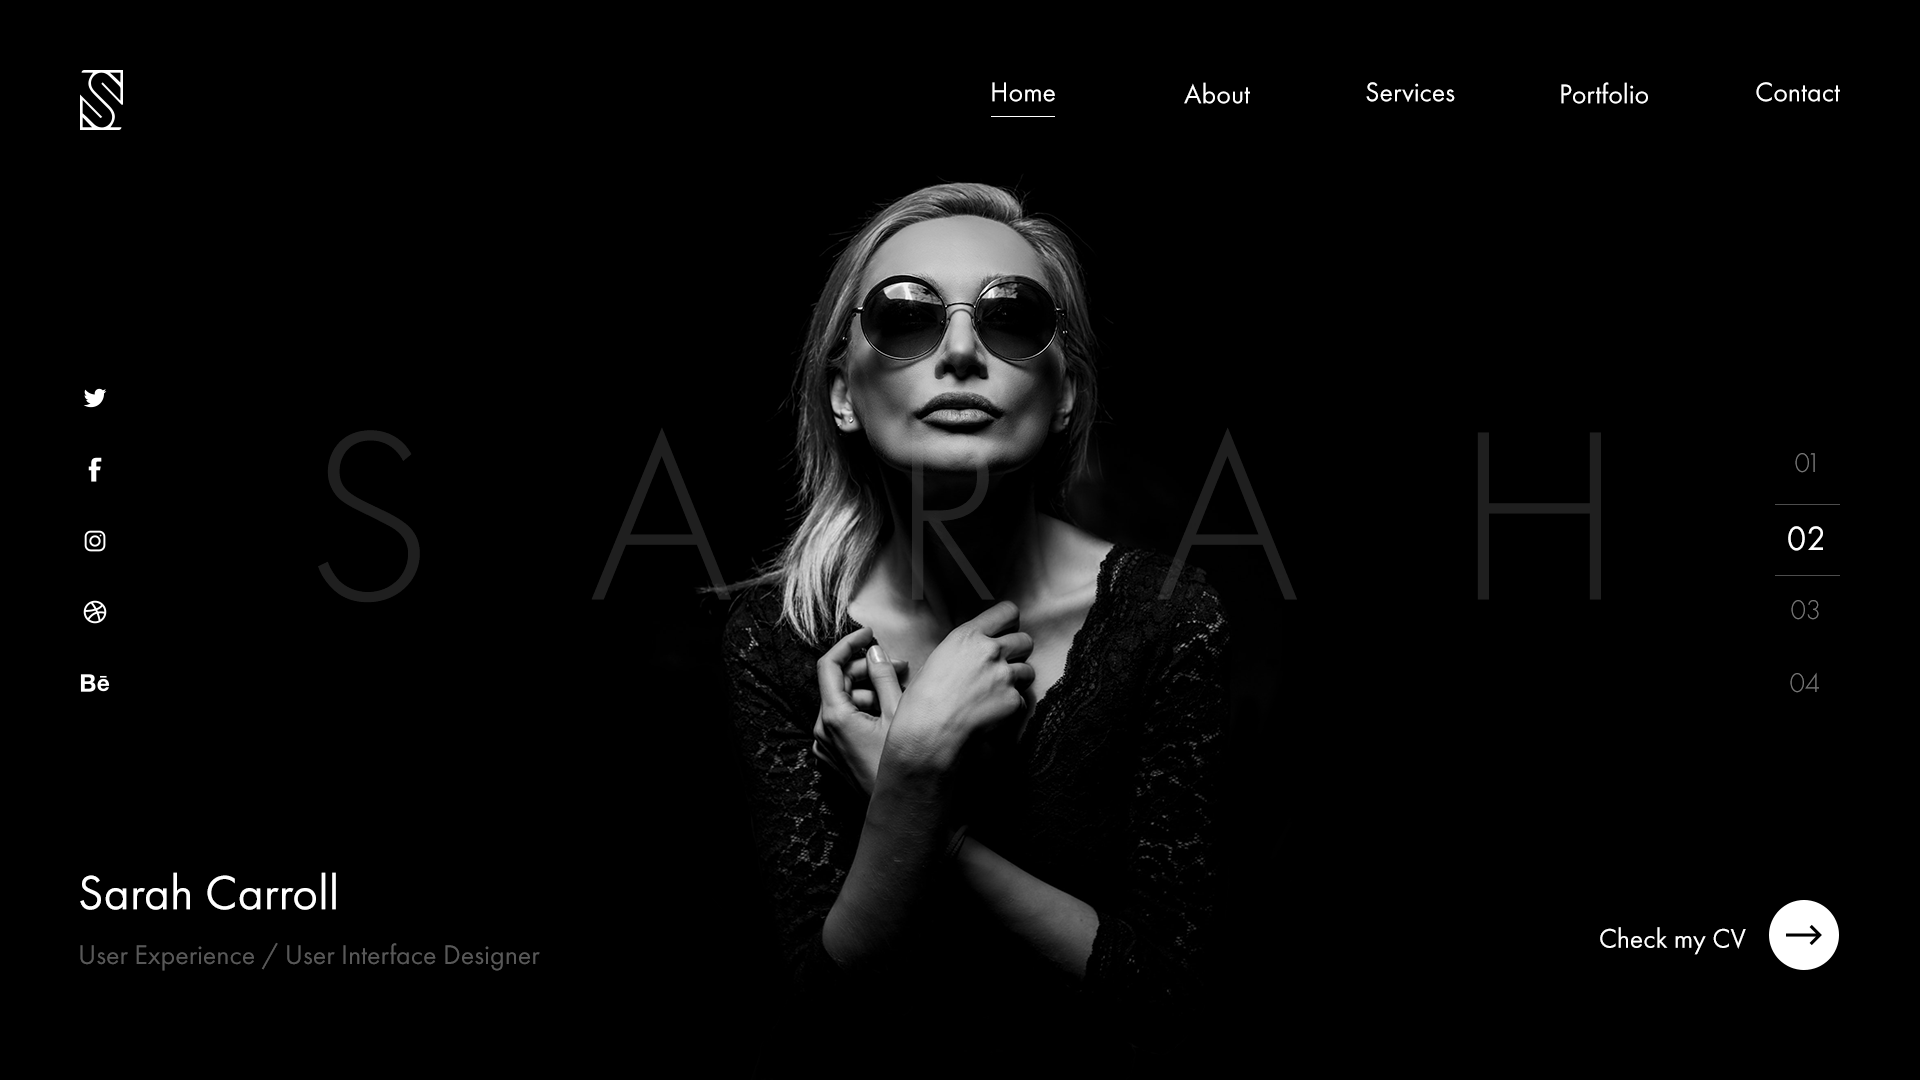 S
Home About Services Portfolio Contact
SARAH
01
02
03
04
Bē
Sarah Carroll
User Experience / User Interface Designer
Check my CV